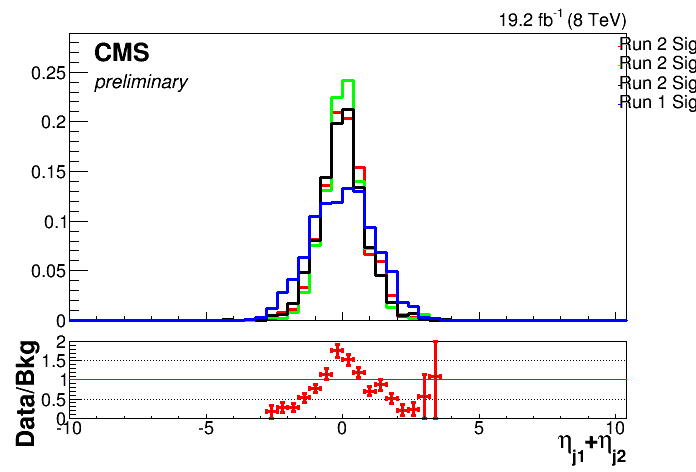 19.2 fb-1 (8 TeV)
CMS
preliminary
Run 2 Sig
Run 2 Sig
Run 2 Sig
Run 1 Sig
0.25
0.2
0.15
0.1
0.05
0
Data/Bkg
2
1.5
1
0.5
0
-10
-5
0
5
10
ηj1+ηj2